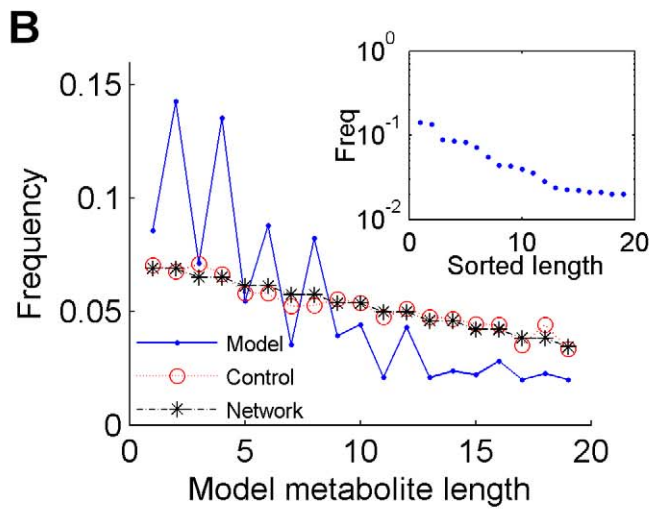 B
0.15
0.1
0.05
0
Frequency
Model
Control
Network
0 5 10 15 20
Model metabolite length
10^0
10^-1
10^-2
Freq
0 10 20
Sorted length